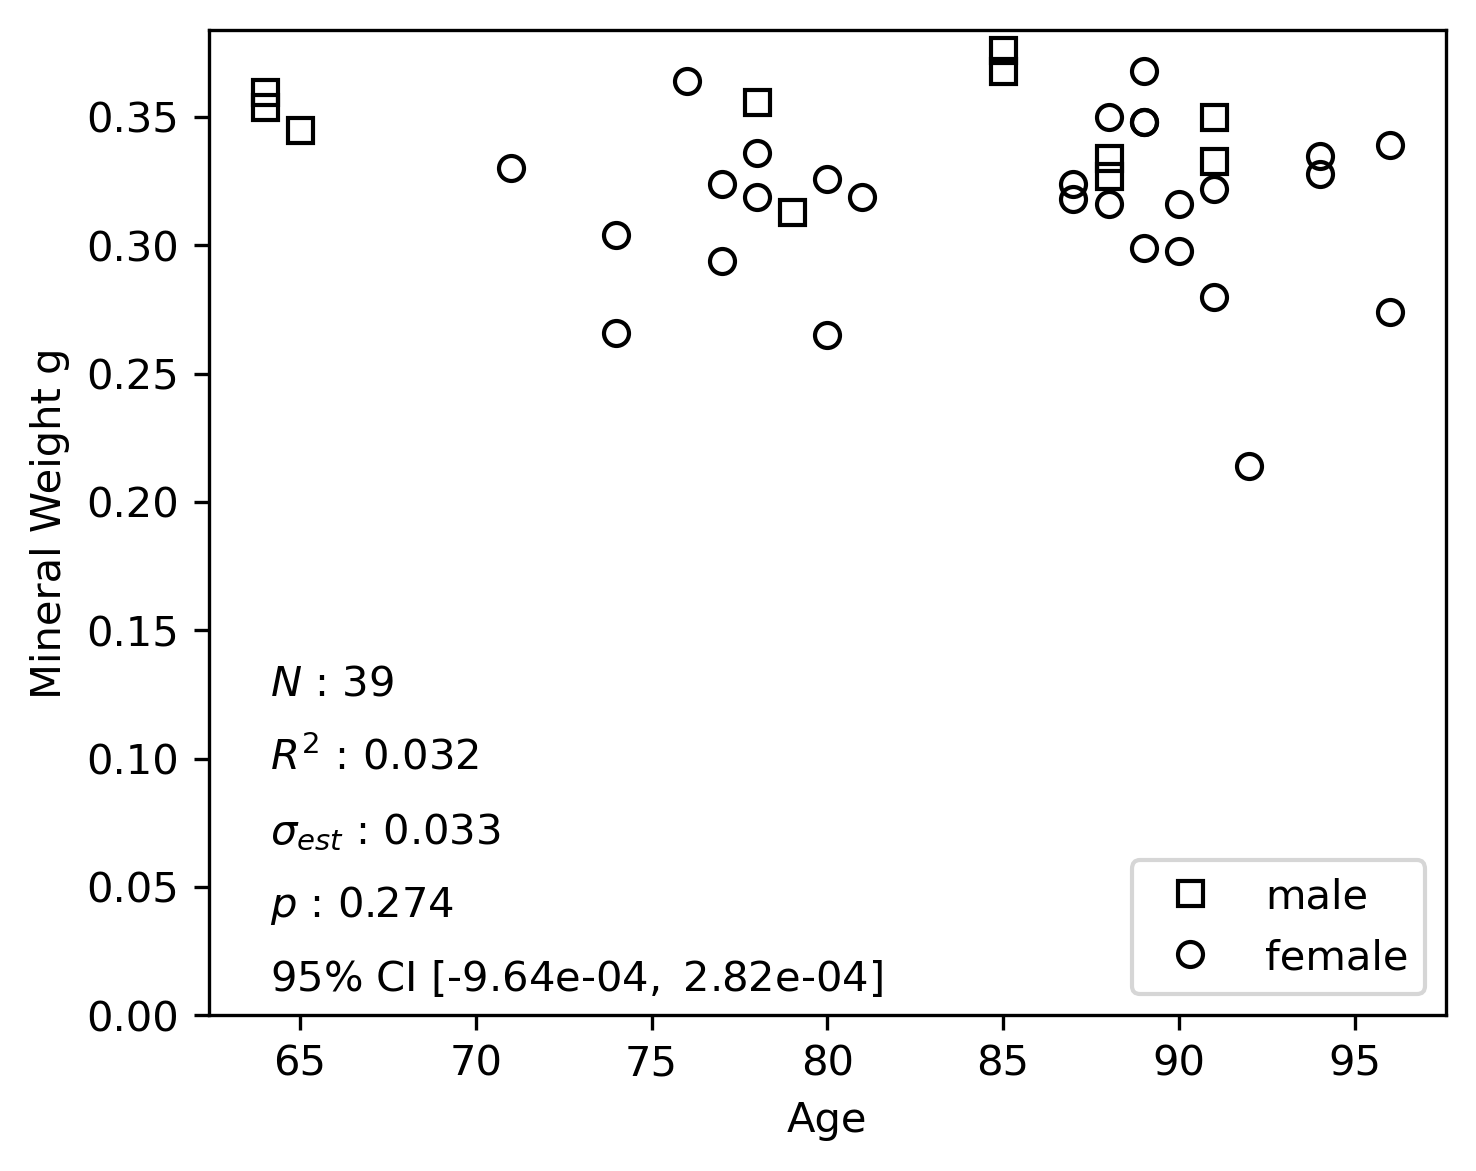 0.35
0.30
0.25
0.20
0.15
0.10
0.05
0.00
Mineral Weight g
N : 39
R² : 0.032
σest : 0.033
p : 0.274
95% CI [-9.64e-04, 2.82e-04]
male
female
65 70 75 80 85 90 95
Age